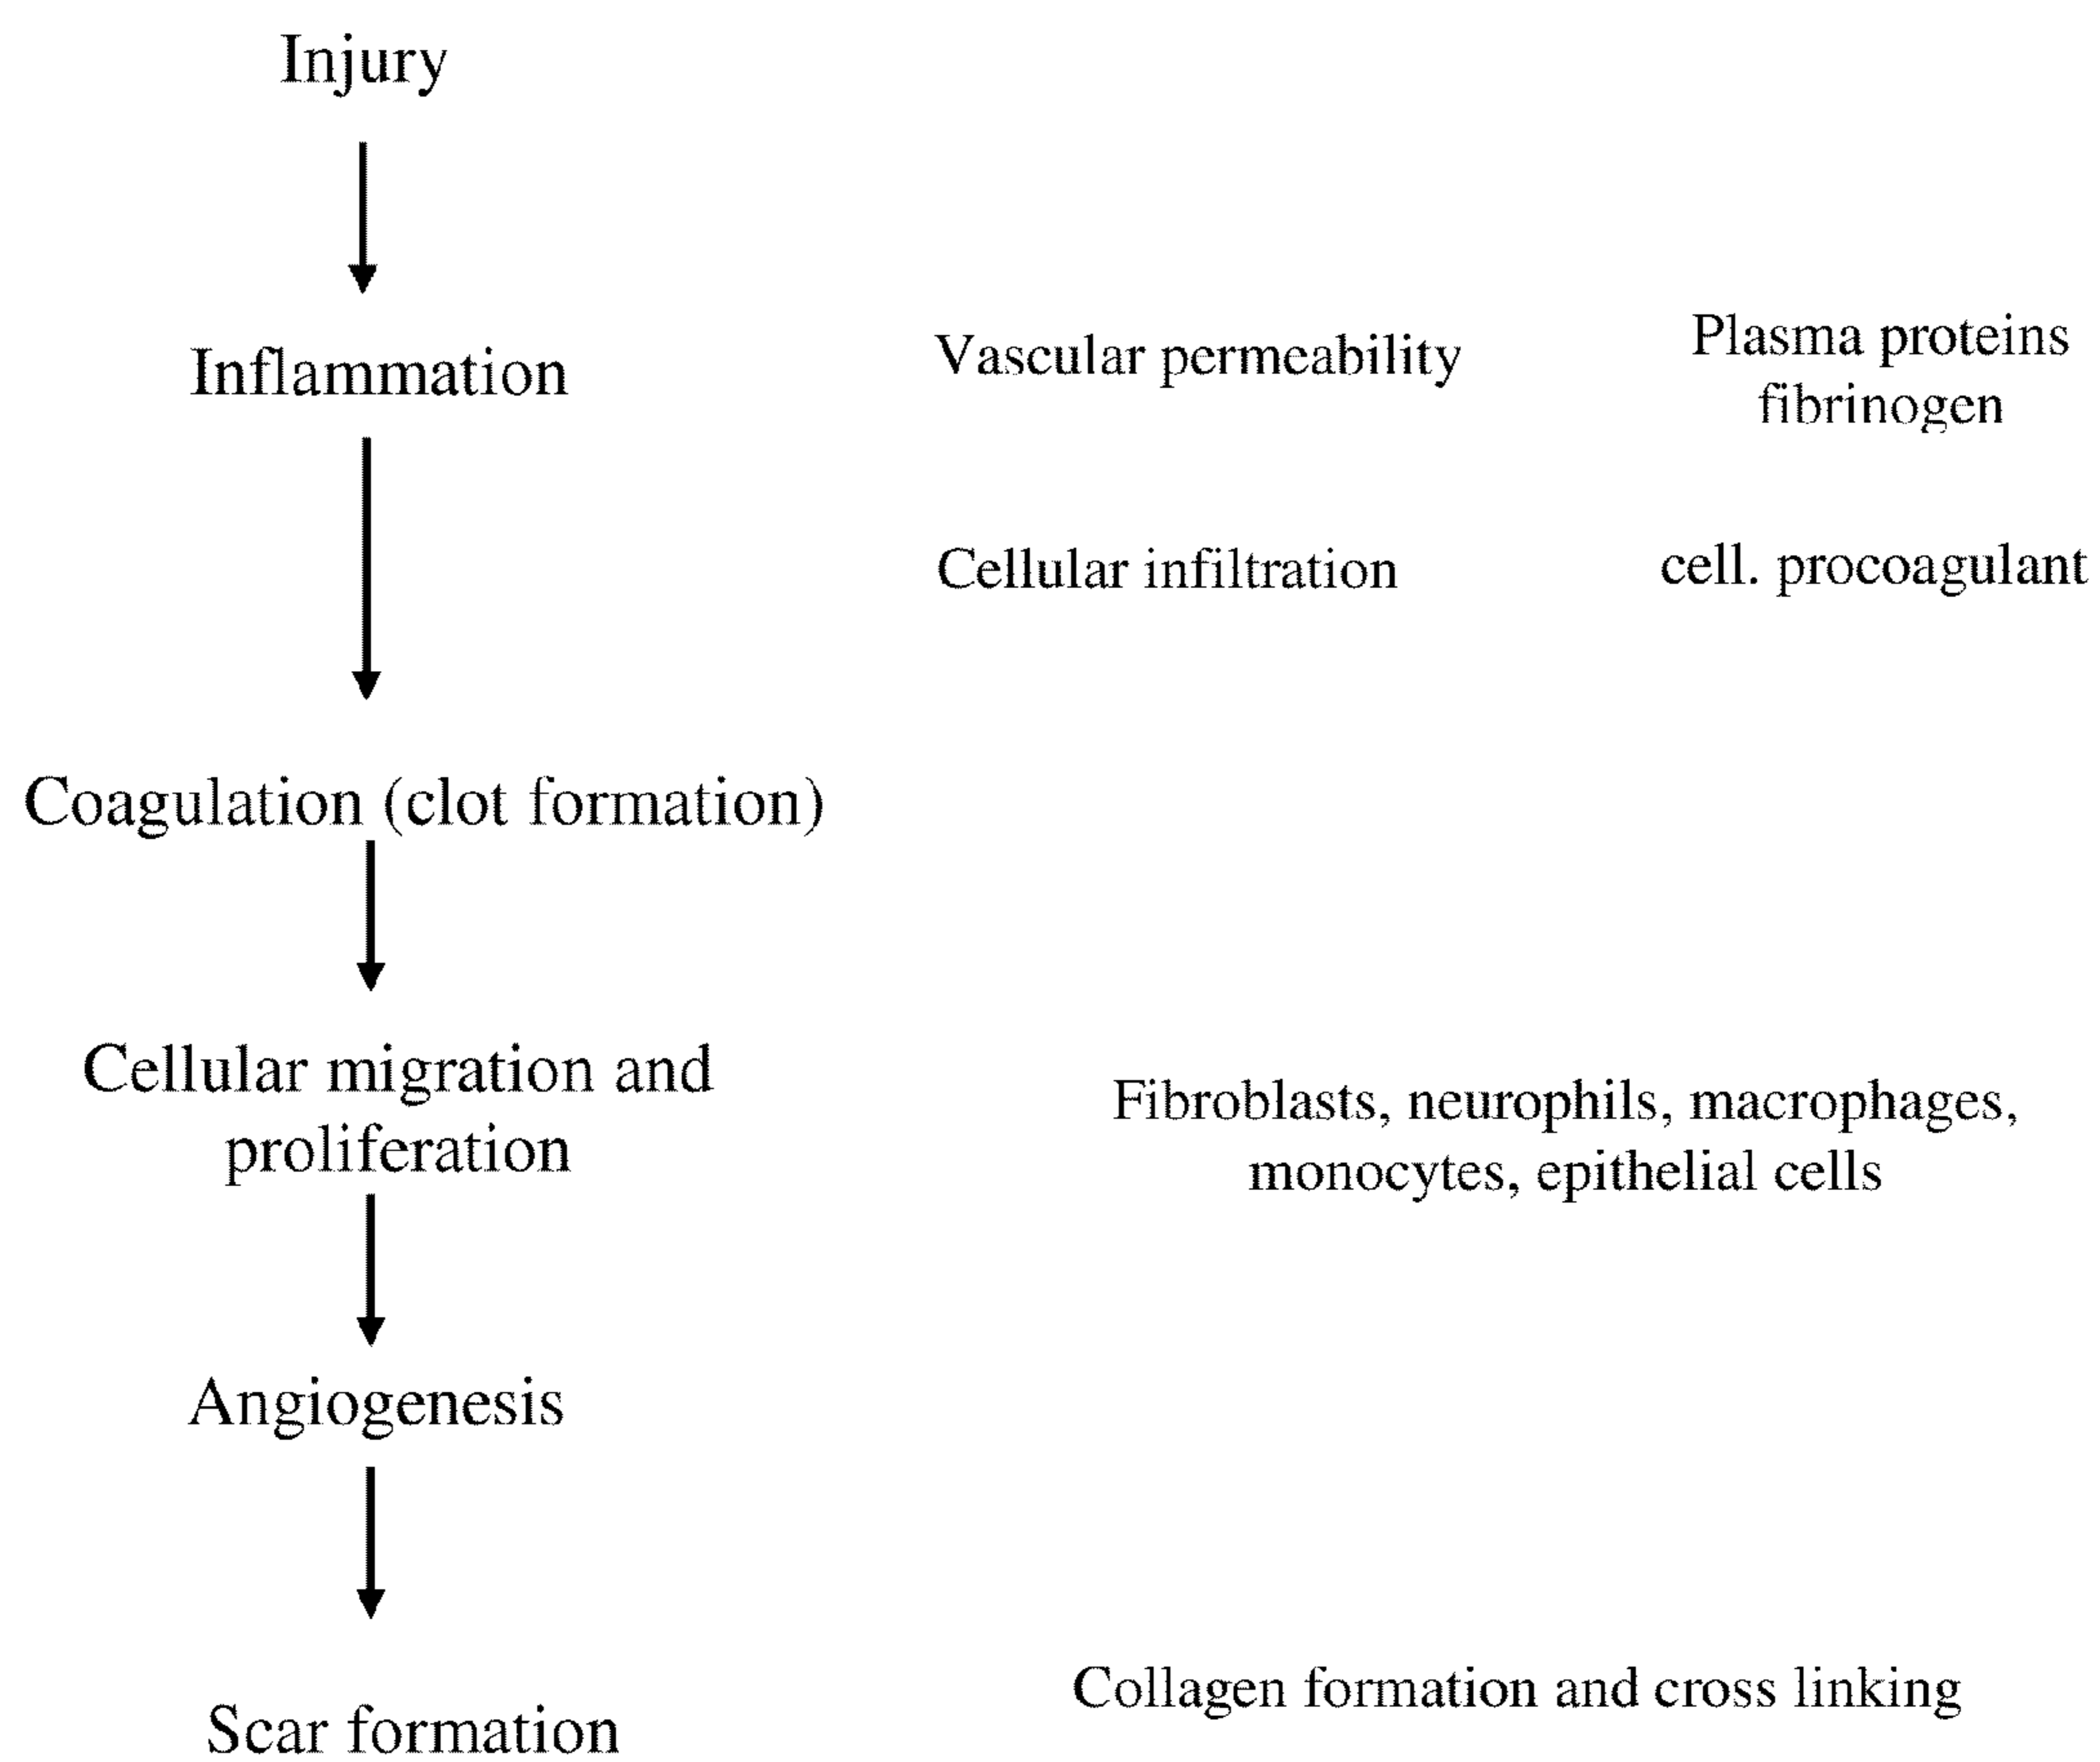 Injury
Inflammation
Vascular permeability
Plasma proteins
fibrinogen
Cellular infiltration
cell. procoagulant
Coagulation (clot formation)
Cellular migration and
proliferation
Fibroblasts, neurophils, macrophages,
monocytes, epithelial cells
Angiogenesis
Collagen formation and cross linking
Scar formation